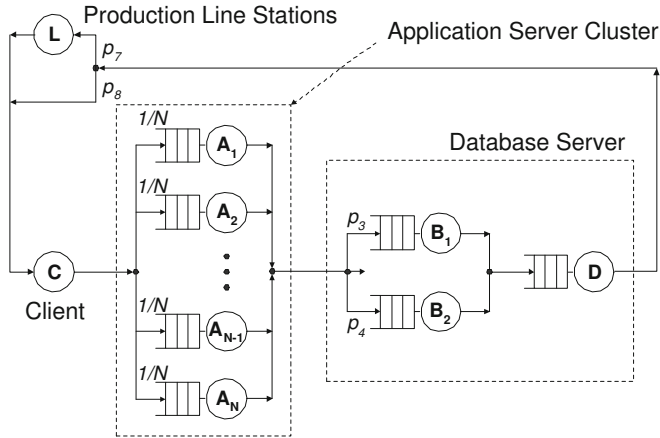 Production Line Stations
L
p7
p8
Application Server Cluster
1/N
A1
1/N
A2
Database Server
p3
B1
C
Client
D
p4
B2
1/N
AN-1
1/N
AN